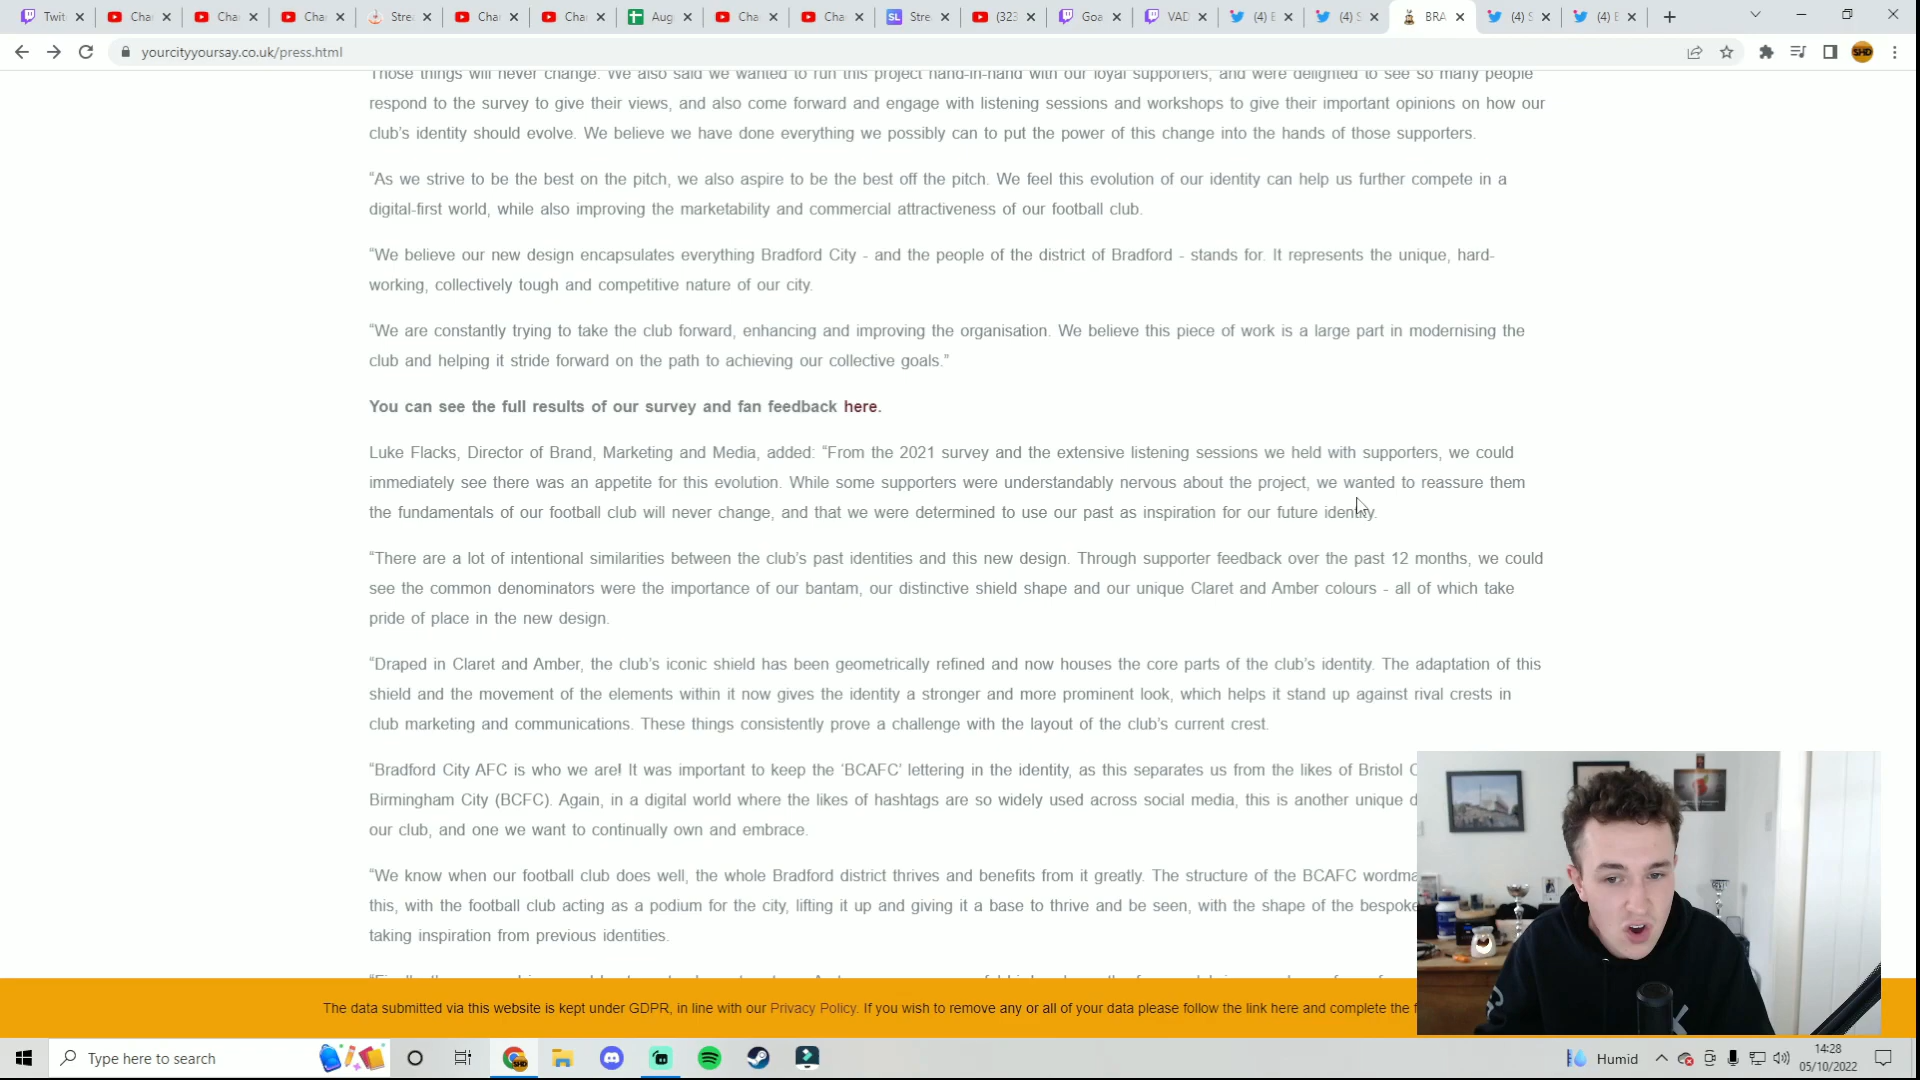 Twit
Cha
Cha
Cha
Stre
Cha
Cha
Aug
Cha
Cha
SL
Stre
(323
Goa
VAD
(4) E
(4) S
BRA
(4) S
(4) E
yourcityyoursay.co.uk/press.html
SHD
Those things will never change. We also said we wanted to run this project hand-in-hand with our loyal supporters, and were delighted to see so many people
respond to the survey to give their views, and also come forward and engage with listening sessions and workshops to give their important opinions on how our
club's identity should evolve. We believe we have done everything we possibly can to put the power of this change into the hands of those supporters.
“As we strive to be the best on the pitch, we also aspire to be the best off the pitch. We feel this evolution of our identity can help us further compete in a
digital-first world, while also improving the marketability and commercial attractiveness of our football club.
“We believe our new design encapsulates everything Bradford City - and the people of the district of Bradford - stands for. It represents the unique, hard-
working, collectively tough and competitive nature of our city.
“We are constantly trying to take the club forward, enhancing and improving the organisation. We believe this piece of work is a large part in modernising the
club and helping it stride forward on the path to achieving our collective goals.”
You can see the full results of our survey and fan feedback here.
Luke Flacks, Director of Brand, Marketing and Media, added: “From the 2021 survey and the extensive listening sessions we held with supporters, we could
immediately see there was an appetite for this evolution. While some supporters were understandably nervous about the project, we wanted to reassure them
the fundamentals of our football club will never change, and that we were determined to use our past as inspiration for our future identity.
“There are a lot of intentional similarities between the club's past identities and this new design. Through supporter feedback over the past 12 months, we could
see the common denominators were the importance of our bantam, our distinctive shield shape and our unique Claret and Amber colours - all of which take
pride of place in the new design.
“Draped in Claret and Amber, the club's iconic shield has been geometrically refined and now houses the core parts of the club's identity. The adaptation of this
shield and the movement of the elements within it now gives the identity a stronger and more prominent look, which helps it stand up against rival crests in
club marketing and communications. These things consistently prove a challenge with the layout of the club's current crest.
“Bradford City AFC is who we are! It was important to keep the ‘BCAFC’ lettering in the identity, as this separates us from the likes of Bristol C
Birmingham City (BCFC). Again, in a digital world where the likes of hashtags are so widely used across social media, this is another unique d
our club, and one we want to continually own and embrace.
“We know when our football club does well, the whole Bradford district thrives and benefits from it greatly. The structure of the BCAFC wordma
this, with the football club acting as a podium for the city, lifting it up and giving it a base to thrive and be seen, with the shape of the bespoke
taking inspiration from previous identities.
The data submitted via this website is kept under GDPR, in line with our Privacy Policy. If you wish to remove any or all of your data please follow the link here and complete the f
Type here to search
Humid
14:28
05/10/2022